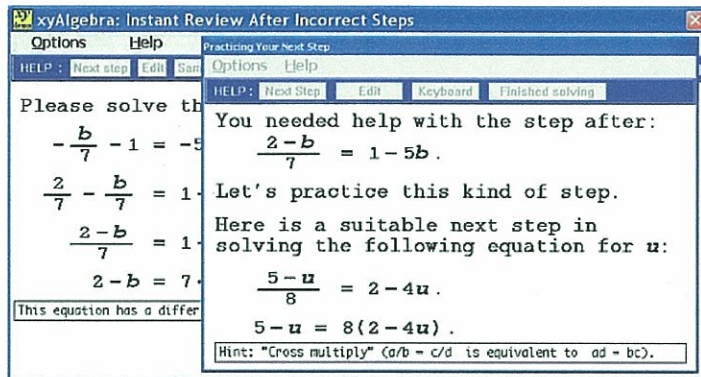 xyAlgebra: Instant Review After Incorrect Steps
Options Help
HELP : Next step Edit
Please solve
-b/7 - 1 =
2/7 - b/7 = 1
(2-b)/7 = 1
2-b = 7
This equation has a
Practicing Your Next Step
Options Help
HELP: Next Step Edit Keyboard Finished solving
You needed help with the step after:
(2-b)/7 = 1-5b.
Let's practice this kind of step.
Here is a suitable next step in
solving the following equation for u:
(5-u)/8 = 2-4u.
5-u = 8(2-4u).
Hint: "Cross multiply" (a/b = c/d is equivalent to ad = bc).